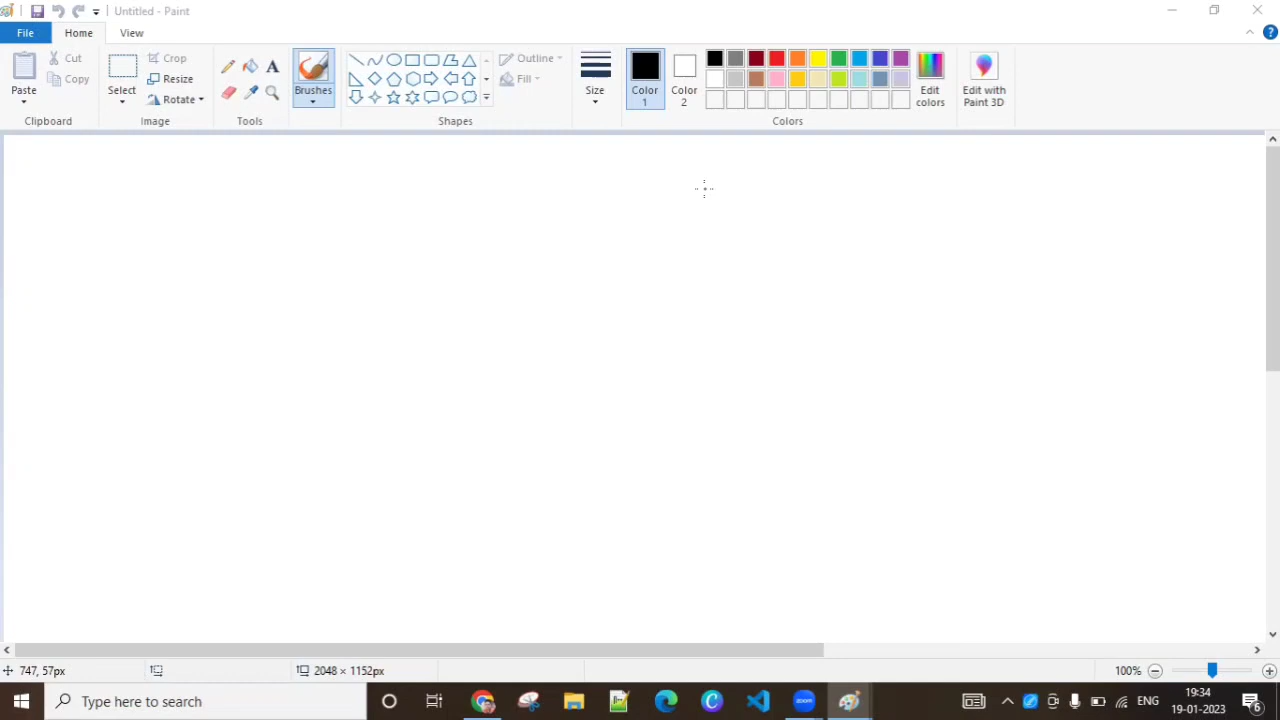 Untitled - Paint
File Home View
Paste
Cut
Copy
Clipboard
Select
Crop
Resize
Rotate
Image
A
Tools
Brushes
Outline
Fill
Shapes
Size
Color 1
Color 2
Edit colors
Colors
Edit with Paint 3D
747, 57px
2048 × 1152px
100%
Type here to search
zoom
ENG
19:34
19-01-2023
6